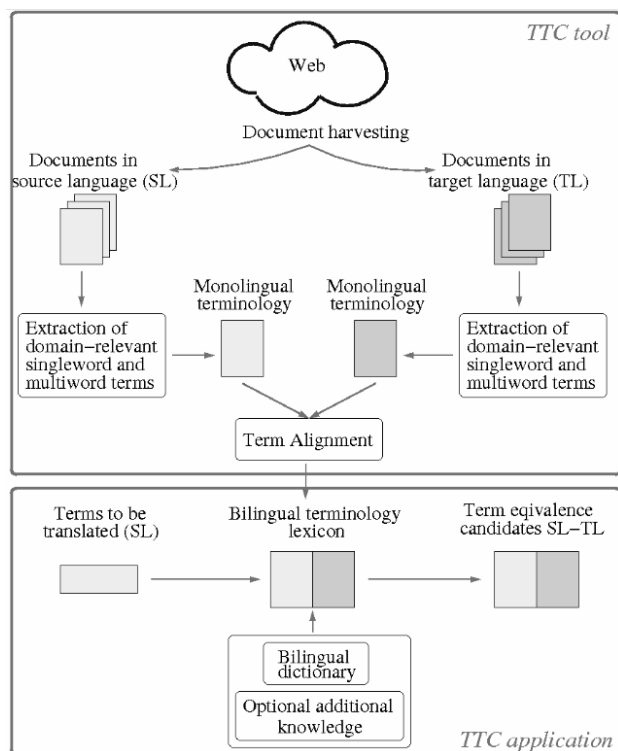 TTC tool
Web
Document harvesting
Documents in
source language (SL)
Documents in
target language (TL)
Monolingual
terminology
Monolingual
terminology
Extraction of
domain−relevant
singleword and
multiword terms
Extraction of
domain−relevant
singleword and
multiword terms
Term Alignment
Terms to be
translated (SL)
Bilingual terminology
lexicon
Term eqivalence
candidates SL−TL
Bilingual
dictionary
Optional additional
knowledge
TTC application